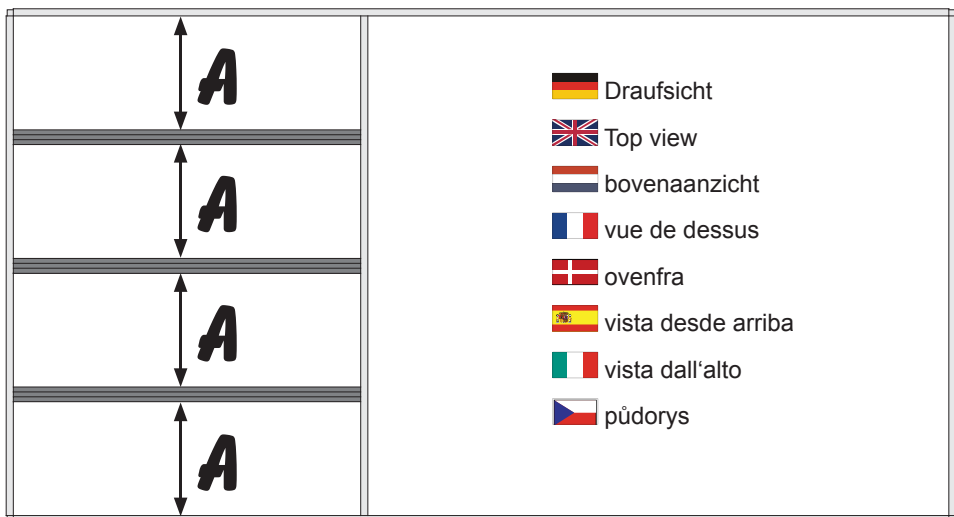 A
Draufsicht
Top view
A
bovenaanzicht
vue de dessus
ovenfra
A
vista desde arriba
vista dall‘alto
půdorys
A